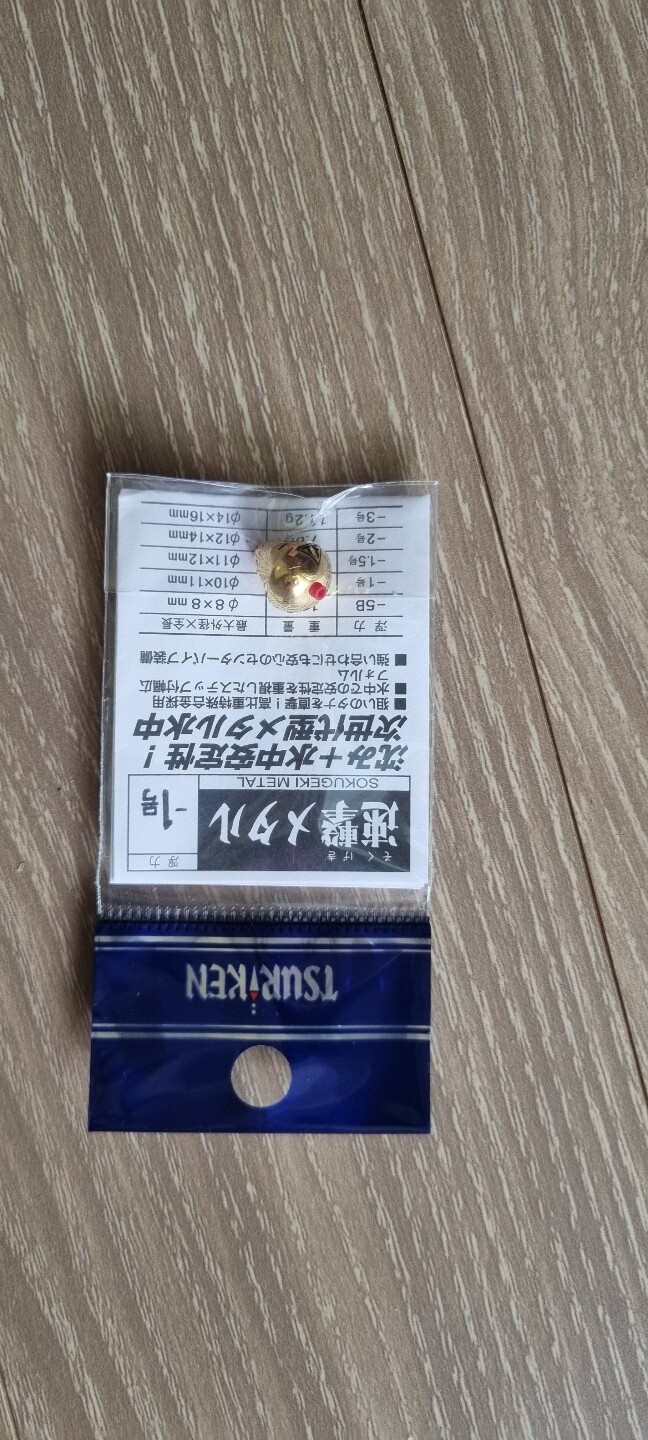 TSURiKEN
そくげき
速撃メタル
SOKUGEKI METAL
浮力
-1号
沈み+水中安定性!
次世代型メタル水中
■ 狙いのタナを直撃!高比重特殊合金採用
■ 水中での安定性を重視したステップ付幅広
フォルム
■ 強い合わせにも安心のセンターパイプ装備
浮力 重量 最大外径×全長
-5B φ8×8mm
-1号 φ10×11mm
-1.5号 φ11×12mm
-2号 φ12×14mm
-3号 .2g φ14×16mm